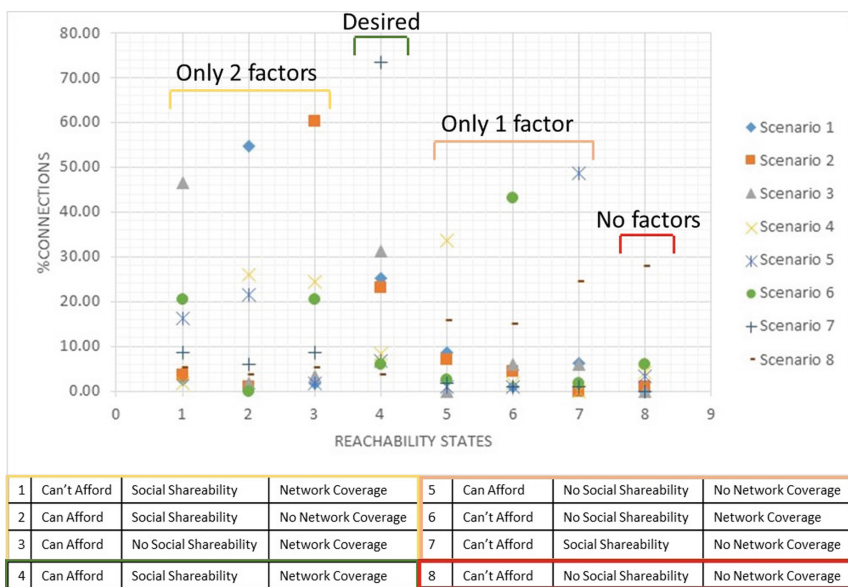 Desired
Only 2 factors
Only 1 factor
No factors
80.00
70.00
60.00
50.00
40.00
30.00
20.00
10.00
0.00
%CONNECTIONS
0 1 2 3 4 5 6 7 8 9
REACHABILITY STATES
Scenario 1
Scenario 2
Scenario 3
Scenario 4
Scenario 5
Scenario 6
Scenario 7
Scenario 8
1 Can't Afford Social Shareability Network Coverage
2 Can Afford Social Shareability No Network Coverage
3 Can Afford No Social Shareability Network Coverage
4 Can Afford Social Shareability Network Coverage
5 Can Afford No Social Shareability No Network Coverage
6 Can't Afford No Social Shareability Network Coverage
7 Can't Afford Social Shareability No Network Coverage
8 Can't Afford No Social Shareability No Network Coverage